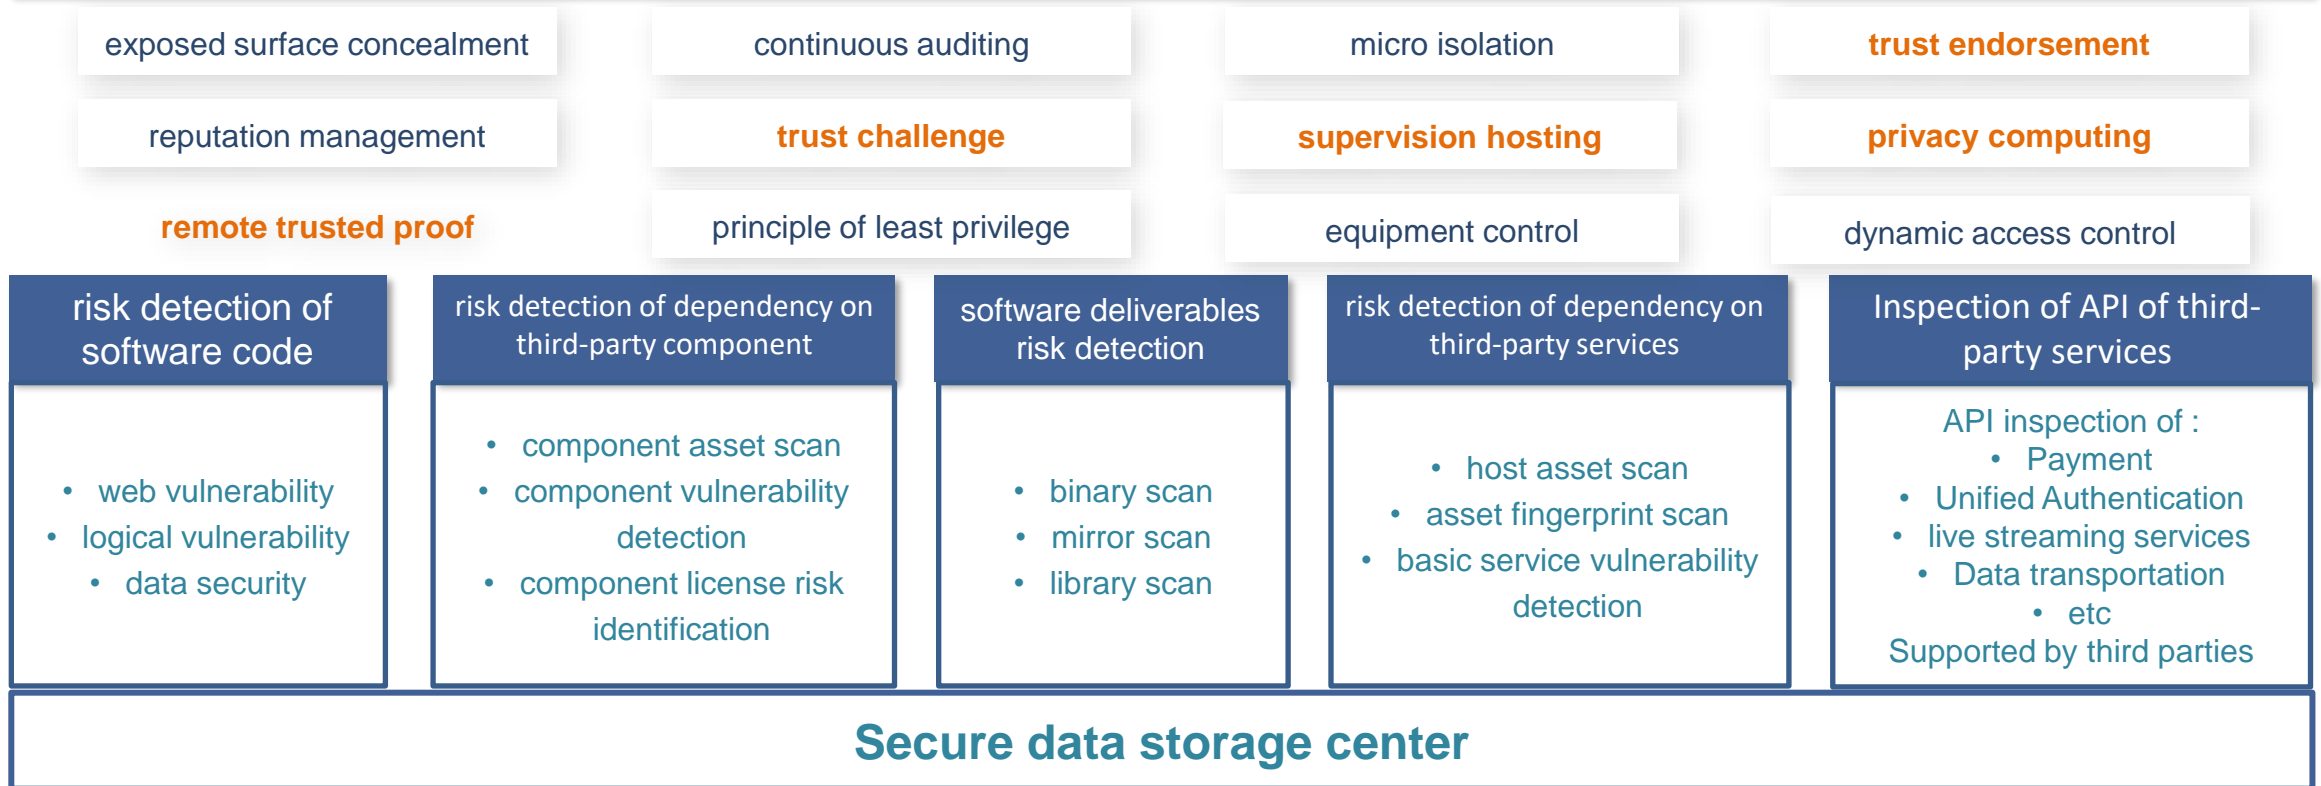 exposed surface concealment
continuous auditing
micro isolation
trust endorsement
reputation management
trust challenge
supervision hosting
privacy computing
remote trusted proof
principle of least privilege
equipment control
dynamic access control
risk detection of
software code
• web vulnerability
• logical vulnerability
• data security
risk detection of dependency on
third-party component
• component asset scan
• component vulnerability
detection
• component license risk
identification
software deliverables
risk detection
• binary scan
• mirror scan
• library scan
risk detection of dependency on
third-party services
• host asset scan
• asset fingerprint scan
• basic service vulnerability
detection
Inspection of API of third-
party services
API inspection of :
• Payment
• Unified Authentication
• live streaming services
• Data transportation
• etc
Supported by third parties
Secure data storage center